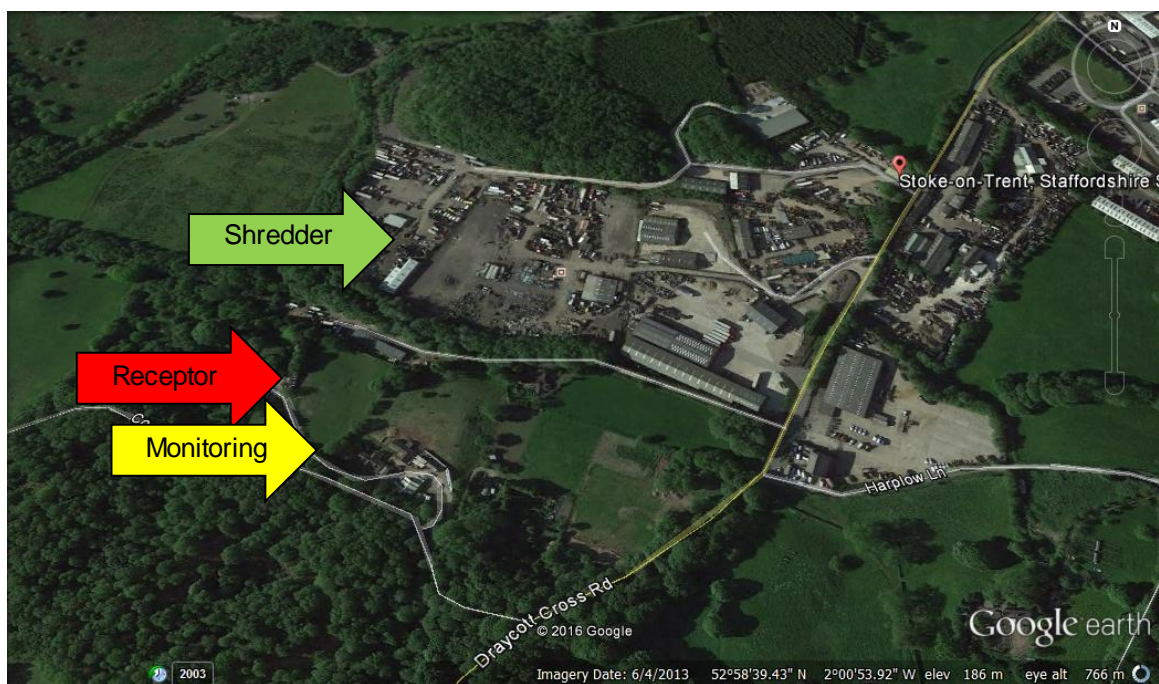 N
Stoke-on-Trent, Staffordshire S
Shredder
Receptor
Co
Monitoring
Harplow Ln
Draycott Cross Rd
© 2016 Google
Google earth
2003
Imagery Date: 6/4/2013 52°58'39.43" N 2°00'53.92" W elev 186 m eye alt 766 m